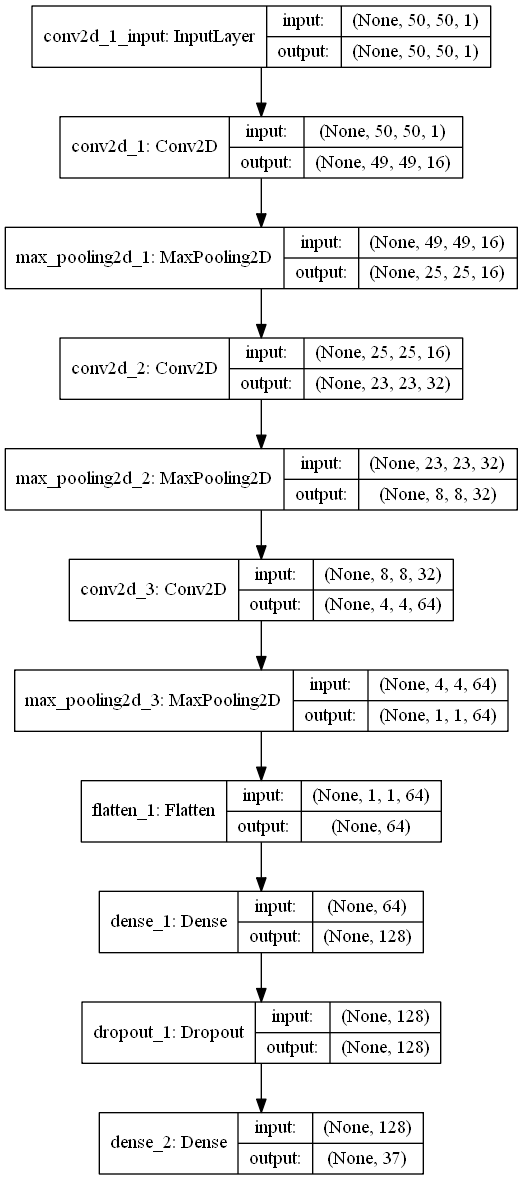 conv2d_1_input: InputLayer
input: (None, 50, 50, 1)
output: (None, 50, 50, 1)
conv2d_1: Conv2D
input: (None, 50, 50, 1)
output: (None, 49, 49, 16)
max_pooling2d_1: MaxPooling2D
input: (None, 49, 49, 16)
output: (None, 25, 25, 16)
conv2d_2: Conv2D
input: (None, 25, 25, 16)
output: (None, 23, 23, 32)
max_pooling2d_2: MaxPooling2D
input: (None, 23, 23, 32)
output: (None, 8, 8, 32)
conv2d_3: Conv2D
input: (None, 8, 8, 32)
output: (None, 4, 4, 64)
max_pooling2d_3: MaxPooling2D
input: (None, 4, 4, 64)
output: (None, 1, 1, 64)
flatten_1: Flatten
input: (None, 1, 1, 64)
output: (None, 64)
dense_1: Dense
input: (None, 64)
output: (None, 128)
dropout_1: Dropout
input: (None, 128)
output: (None, 128)
dense_2: Dense
input: (None, 128)
output: (None, 37)